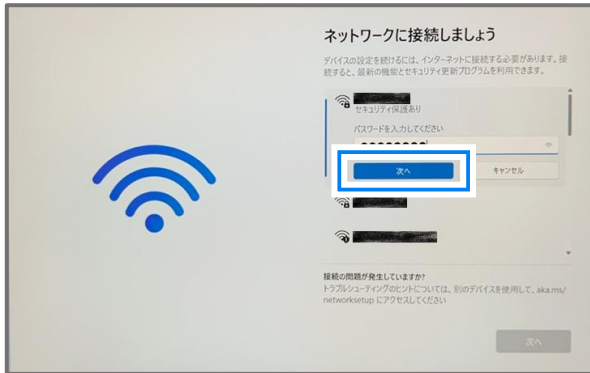 ネットワークに接続しましょう
デバイスの設定を続けるには、インターネットに接続する必要があります。接
続すると、最新の機能とセキュリティ更新プログラムを利用できます。
セキュリティ保護あり
パスワードを入力してください
次へ
キャンセル
接続の問題が発生していますか?
トラブルシューティングのヒントについては、別のデバイスを使用して、aka.ms/
networksetup にアクセスしてください
次へ